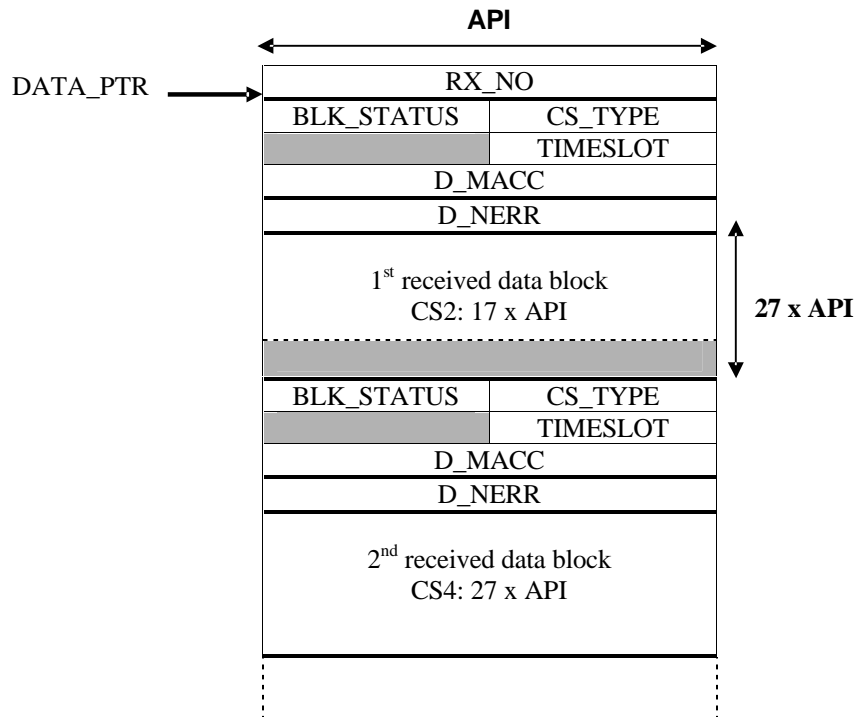 API
DATA_PTR
RX_NO
BLK_STATUS CS_TYPE
TIMESLOT
D_MACC
D_NERR
1st received data block
CS2: 17 x API
27 x API
BLK_STATUS CS_TYPE
TIMESLOT
D_MACC
D_NERR
2nd received data block
CS4: 27 x API